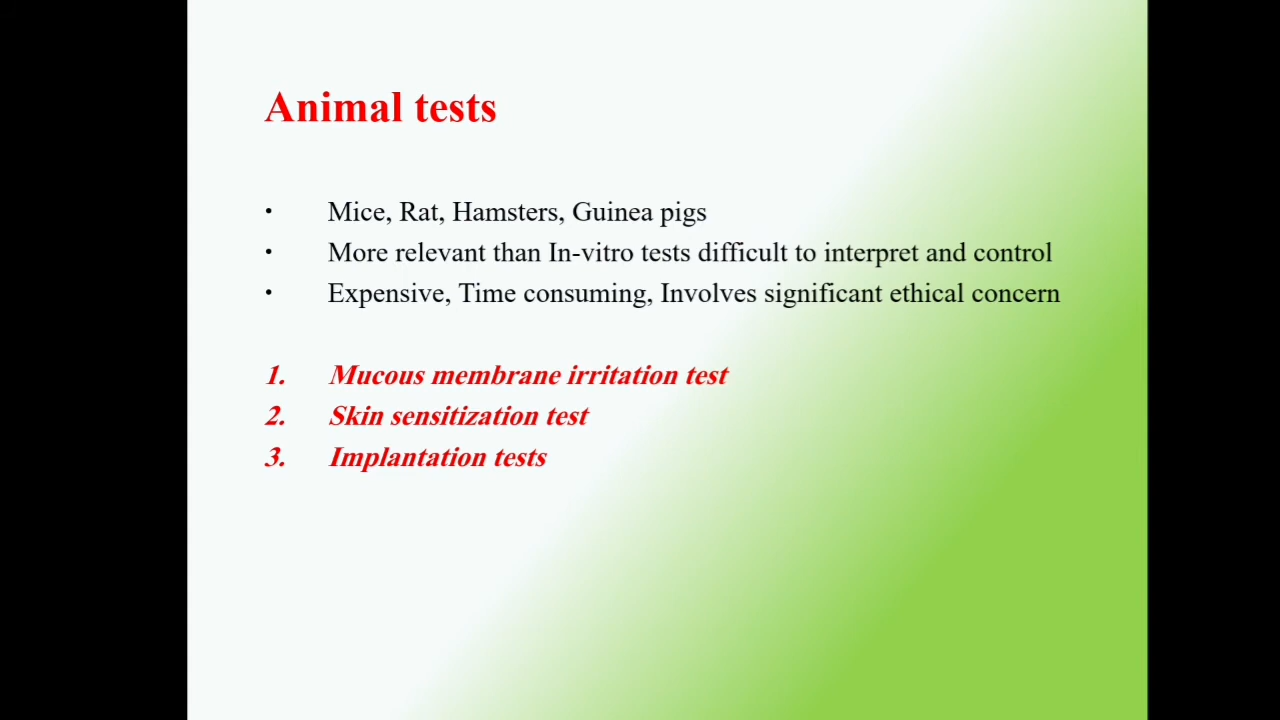 Animal tests
• Mice, Rat, Hamsters, Guinea pigs
• More relevant than In-vitro tests difficult to interpret and control
• Expensive, Time consuming, Involves significant ethical concern
1. Mucous membrane irritation test
2. Skin sensitization test
3. Implantation tests